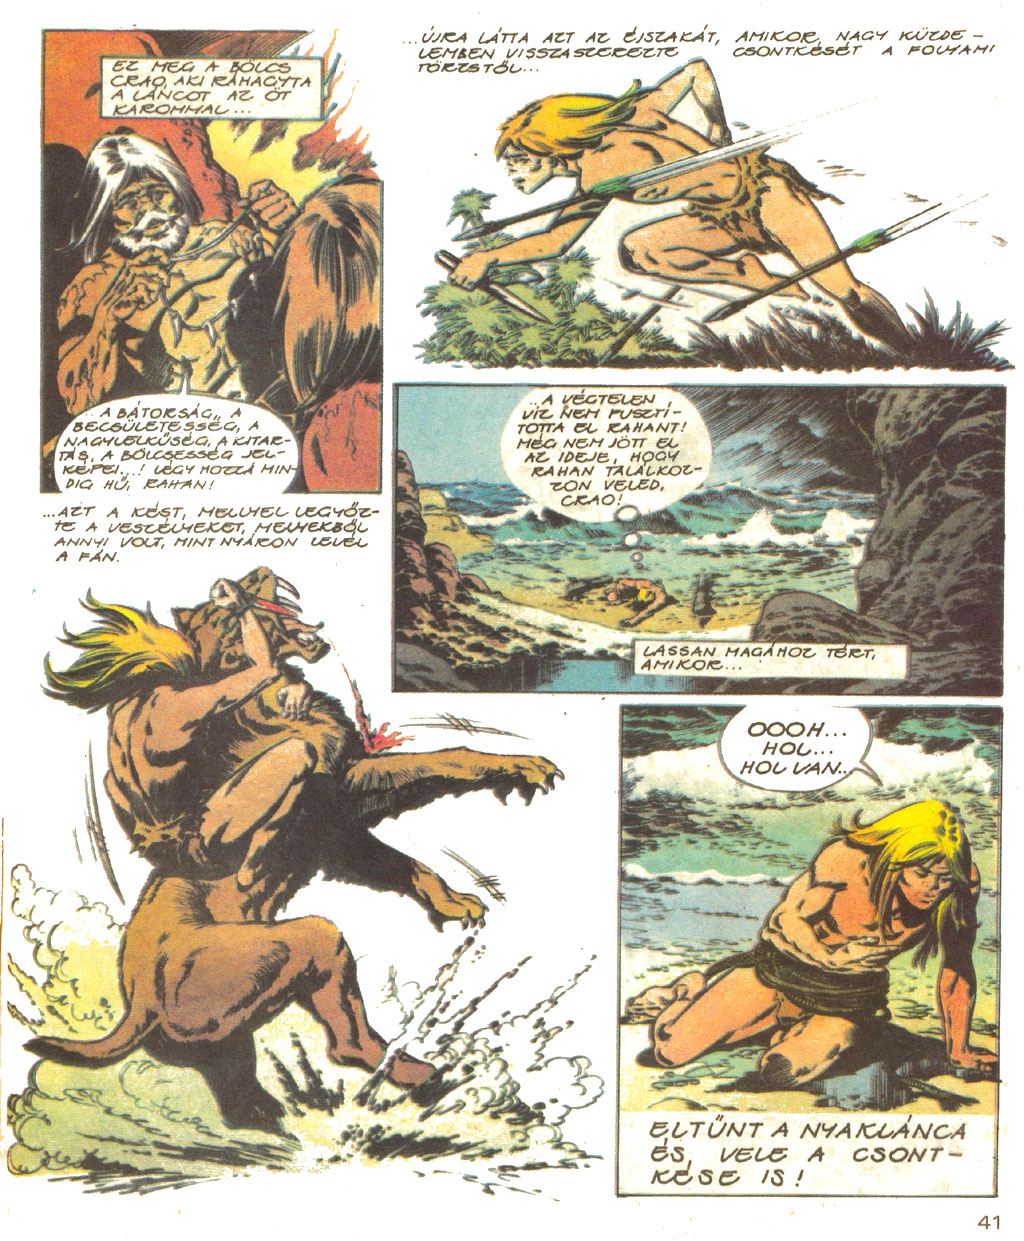 EZ MEG A BÖLCS
CRAO, AKI RÁHAGYTA
A LÁNCOT AZ ÖT
KAROMMAL...
...A BÁTORSÁG, A
BECSÜLETESSÉG, A
NAGYLELKŰSÉG, A KITAR-
TÁS, A BÖLCSESSÉG JEL-
KÉPEI...! LÉGY HOZZÁ MIN-
DIG HŰ, RAHAN!
...ÚJRA LÁTTA AZT AZ ÉJSZAKÁT, AMIKOR, NAGY KÜZDE-
LEMBEN VISSZASZEREZTE CSONTKÉSÉT A FOLYAMI
TÖRZSTŐL...
...AZT A KÉST, MELLYEL LEGYŐZ-
TE A VESZÉLYEKET, MELYEKBŐL
ANNYI VOLT, MINT NYÁRON LEVÉL
A FÁN.
...A VÉGTELEN
VÍZ NEM PUSZTÍ-
TOTTA EL RAHANT!
MÉG NEM JÖTT EL
AZ IDEJE, HOGY
RAHAN TALÁLKOZ-
ZON VELED,
CRAO!
LASSAN MAGÁHOZ TÉRT,
AMIKOR...
OOOH...
HOL...
HOL VAN...
ELTŰNT A NYAKLÁNCA
ÉS, VELE A CSONT-
KÉSE IS!
41